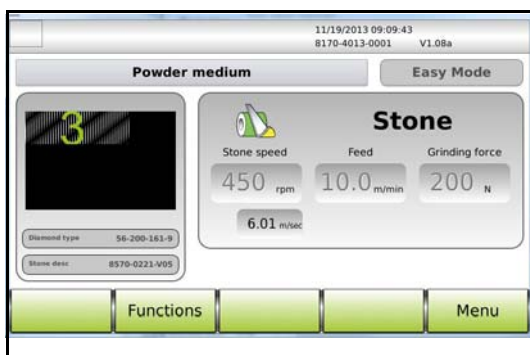 11/19/2013 09:09:43
8170-4013-0001 V1.08a
Powder medium
Easy Mode
3
Stone
Stone speed Feed Grinding force
450 rpm 10.0 m/min 200 N
6.01 m/sec
Diamond type 56-200-161-9
Stone desc 8570-0221-V05
Functions Menu